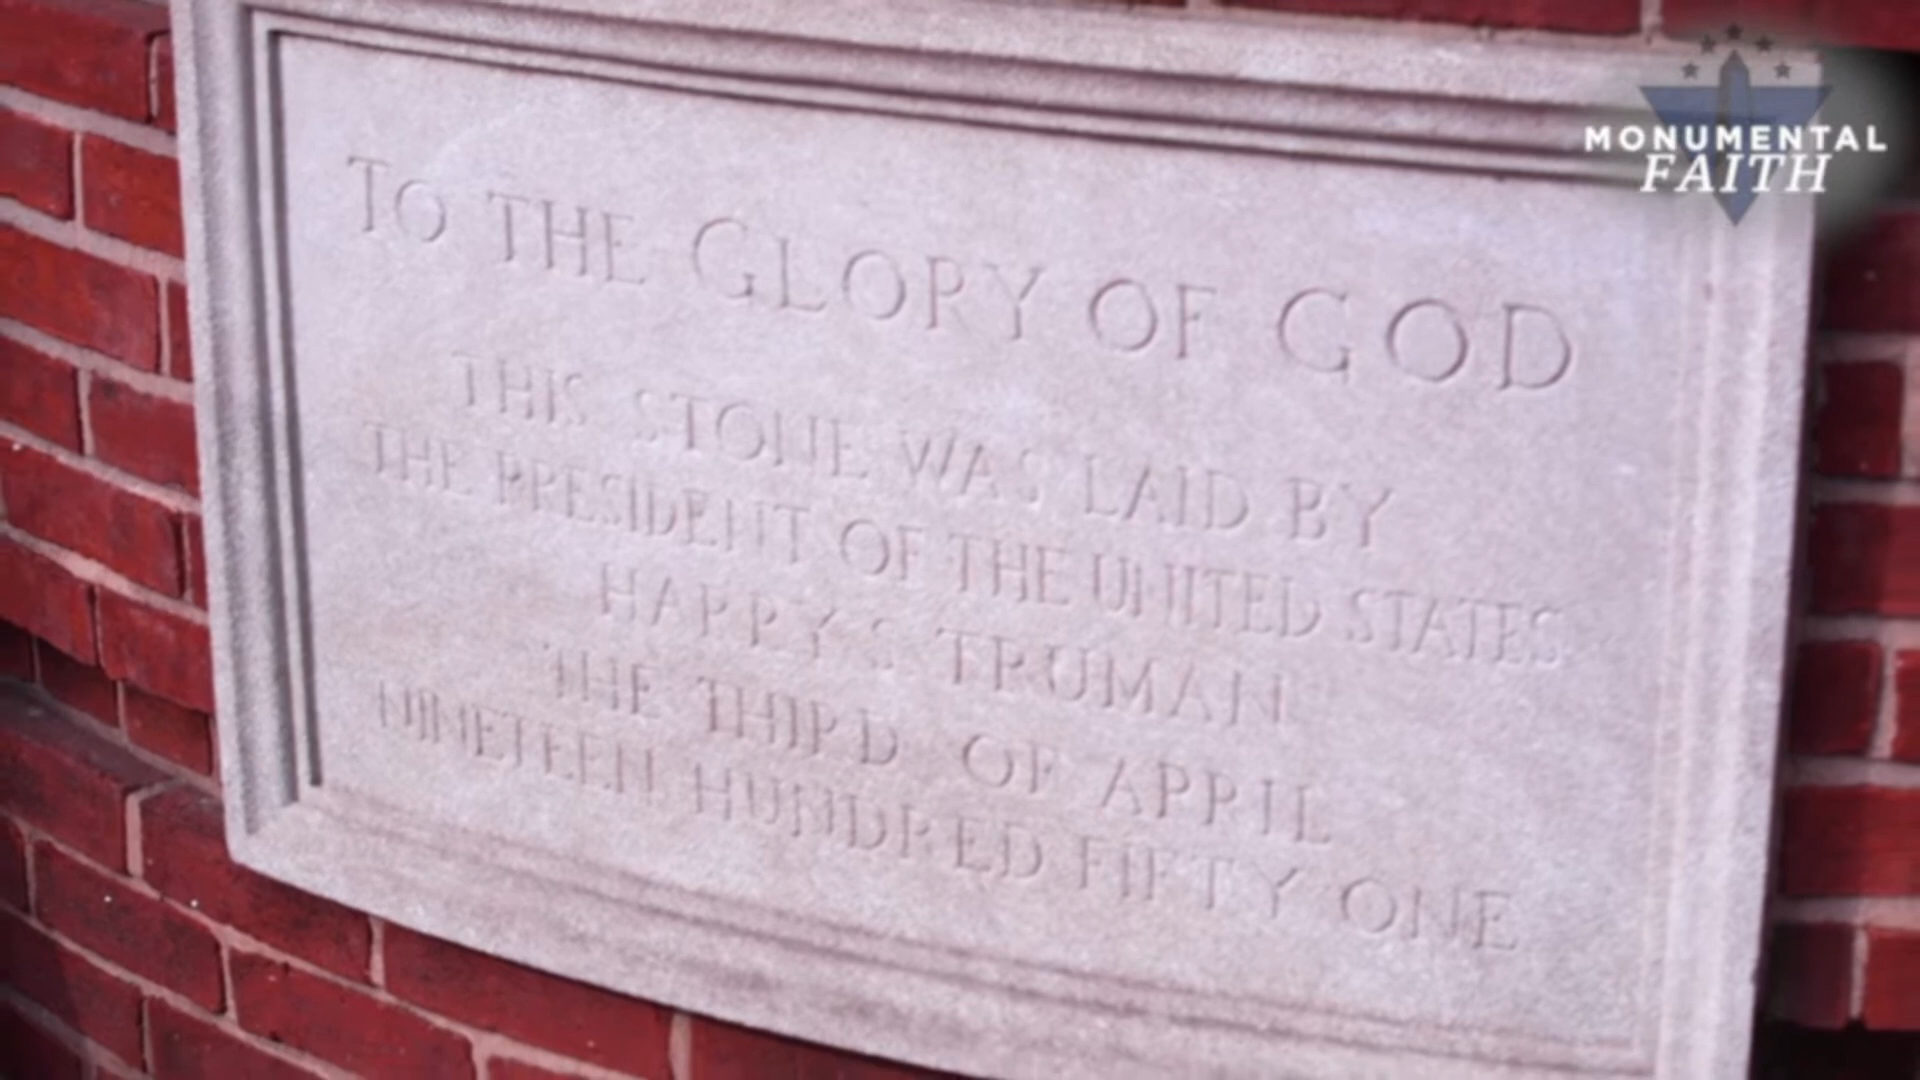 TO THE GLORY OF GOD
THIS STONE WAS LAID BY
THE PRESIDENT OF THE UNITED STATES
HARRY S TRUMAN
THE THIRD OF APRIL
NINETEEN HUNDRED FIFTY ONE
MONUMENTAL
FAITH